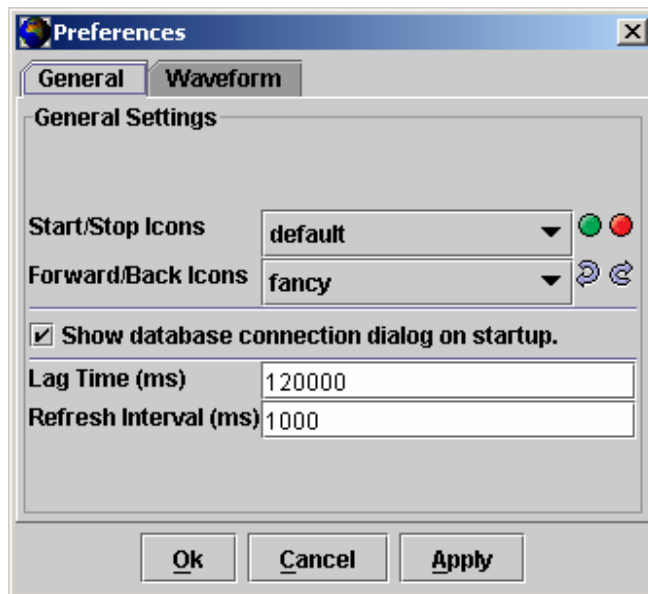 Preferences
General Waveform
General Settings
Start/Stop Icons default
Forward/Back Icons fancy
Show database connection dialog on startup.
Lag Time (ms) 120000
Refresh Interval (ms) 1000
Ok Cancel Apply